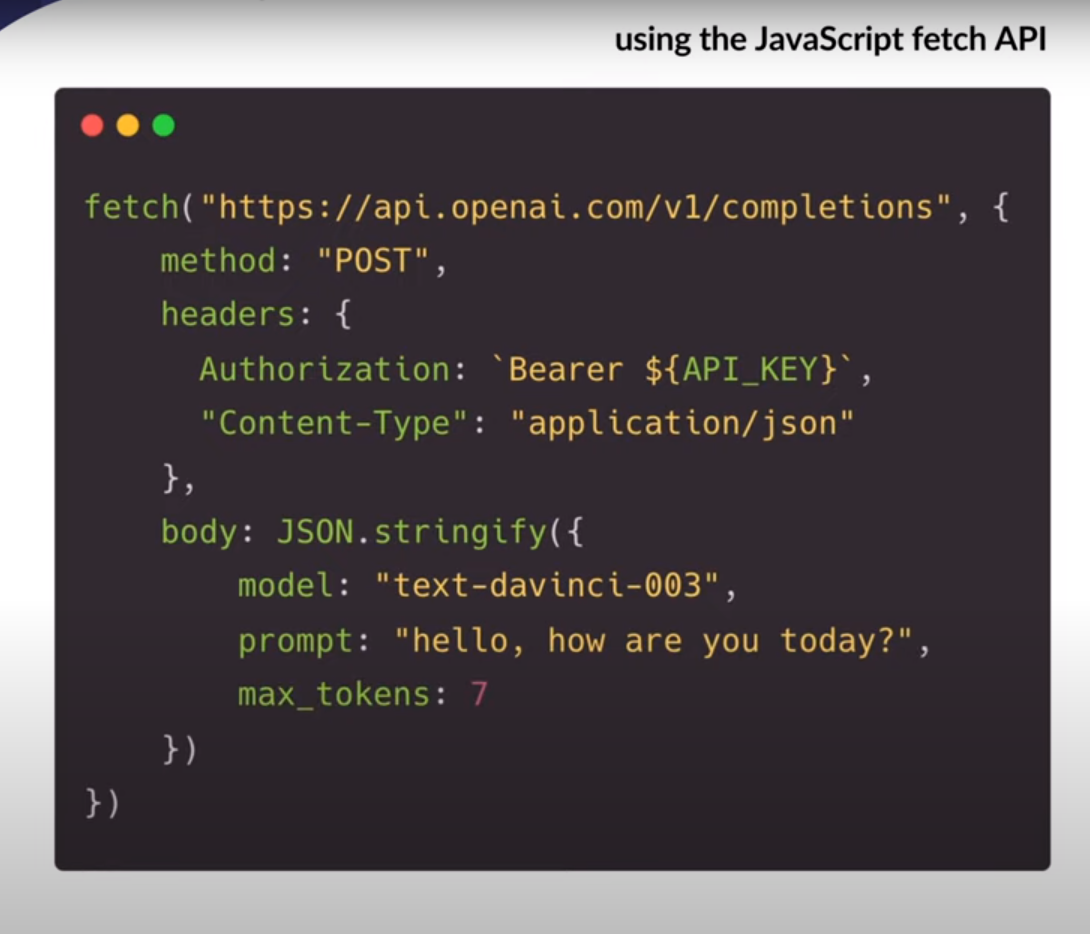 using the JavaScript fetch API
fetch("https://api.openai.com/v1/completions", {
    method: "POST",
    headers: {
      Authorization: `Bearer ${API_KEY}`,
      "Content-Type": "application/json"
    },
    body: JSON.stringify({
        model: "text-davinci-003",
        prompt: "hello, how are you today?",
        max_tokens: 7
    })
})